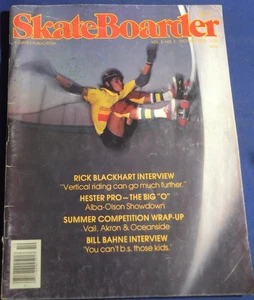 SkateBoarder
RICK BLACKHART INTERVIEW
"Vertical riding can go much further."
HESTER PRO—THE BIG "O"
Alba-Olson Showdown
SUMMER COMPETITION WRAP-UP
Vail, Akron & Oceanside
BILL BAHNE INTERVIEW
"You can't b.s. those kids."